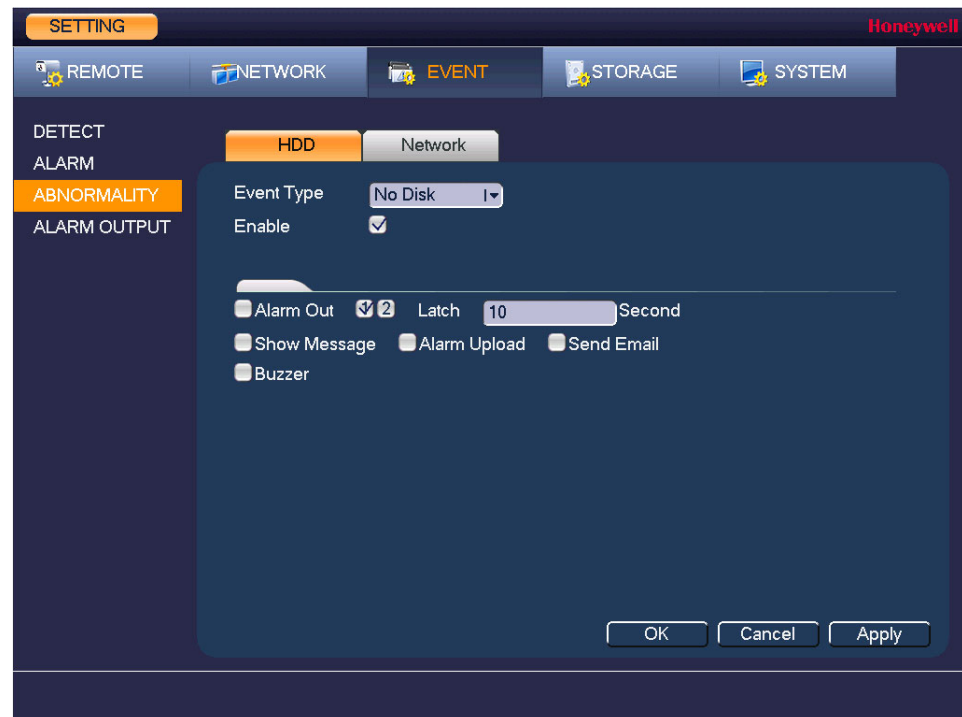 SETTING
Honeywell
REMOTE NETWORK EVENT STORAGE SYSTEM
DETECT
ALARM
ABNORMALITY
ALARM OUTPUT
HDD Network
Event Type No Disk
Enable
Alarm Out 1 2 Latch 10 Second
Show Message Alarm Upload Send Email
Buzzer
OK Cancel Apply